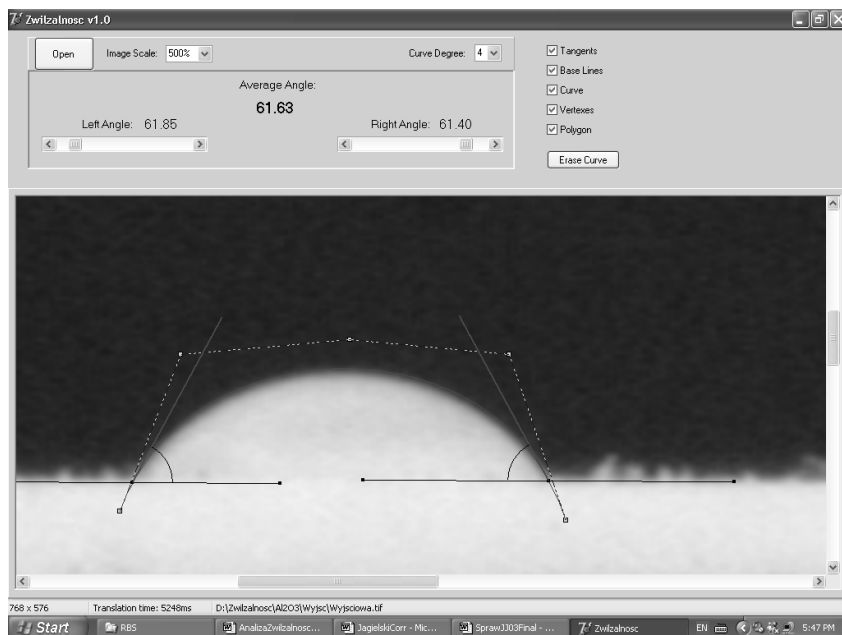 Zwilzalnosc v1.0
Open
Image Scale: 500%
Curve Degree: 4
Average Angle:
61.63
Left Angle: 61.85
Right Angle: 61.40
Tangents
Base Lines
Curve
Vertexes
Polygon
Erase Curve
768 x 576 Translation time: 5248ms D:\Zwilzalnosc\Al2O3\Wyjsc\Wyjsciowa.tif
Start RBS AnalizaZwilzalnosc... JagielskiCorr - Mic... SprawJJ03Final - ... Zwilzalnosc EN 5:47 PM